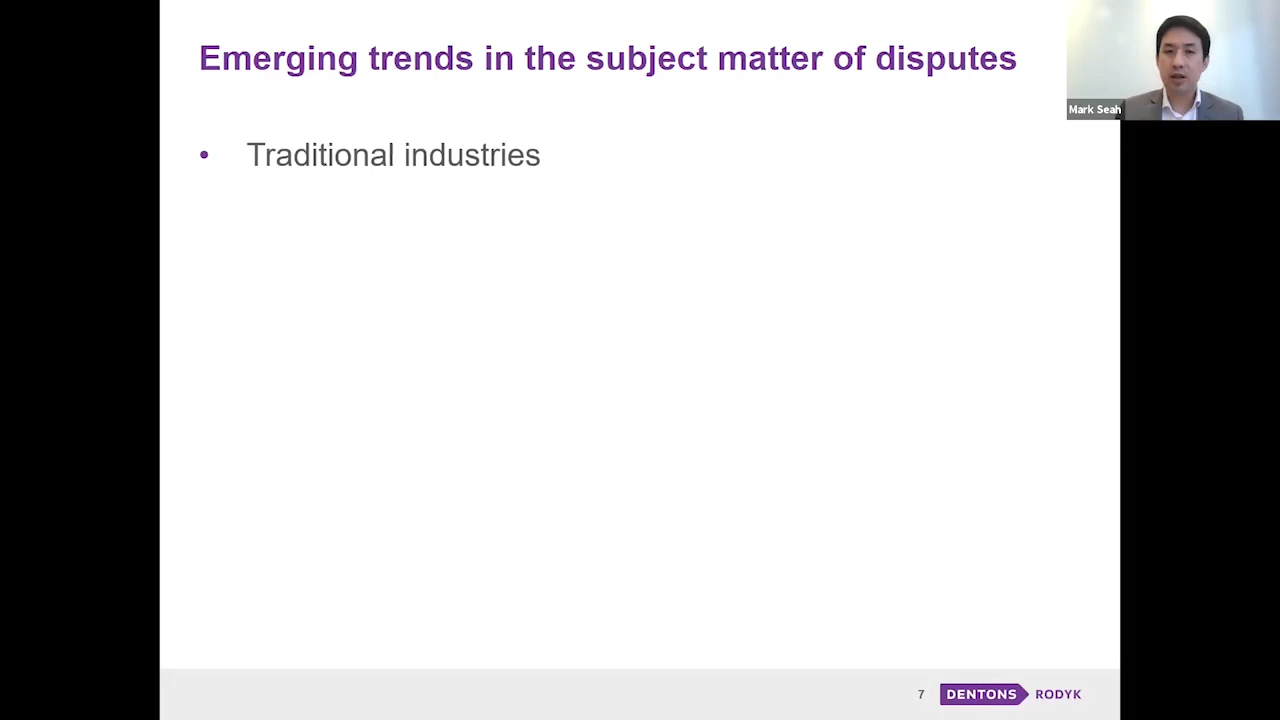 Emerging trends in the subject matter of disputes
Mark Seah
• Traditional industries
7 DENTONS RODYK